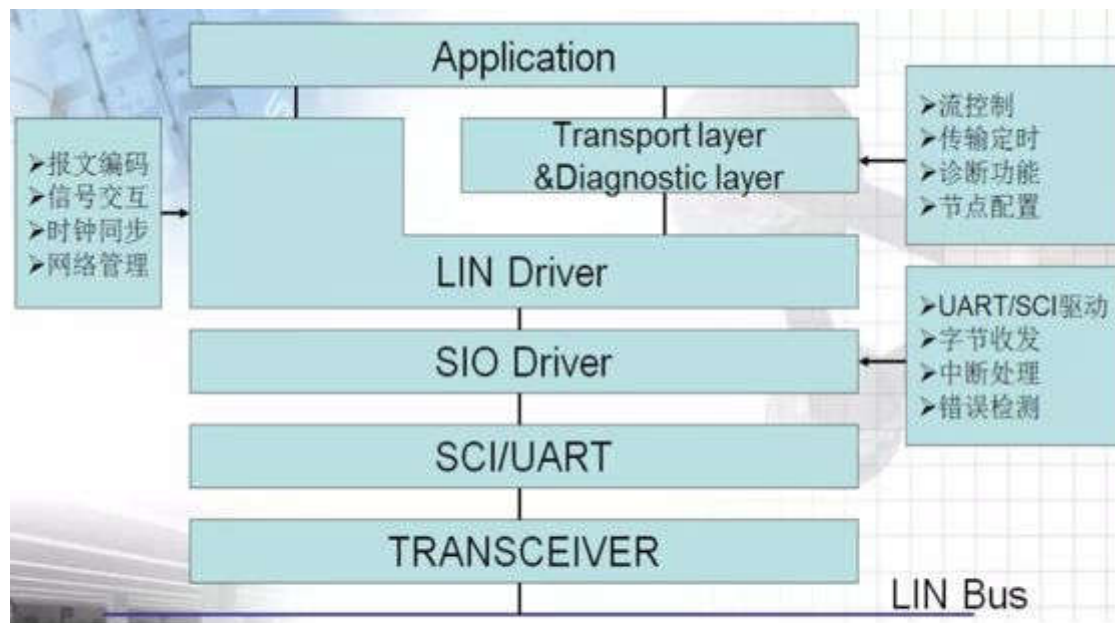 Application
➢报文编码
➢信号交互
➢时钟同步
➢网络管理
Transport layer
&Diagnostic layer
➢流控制
➢传输定时
➢诊断功能
➢节点配置
LIN Driver
SIO Driver
➢UART/SCI驱动
➢字节收发
➢中断处理
➢错误检测
SCI/UART
TRANSCEIVER
LIN Bus